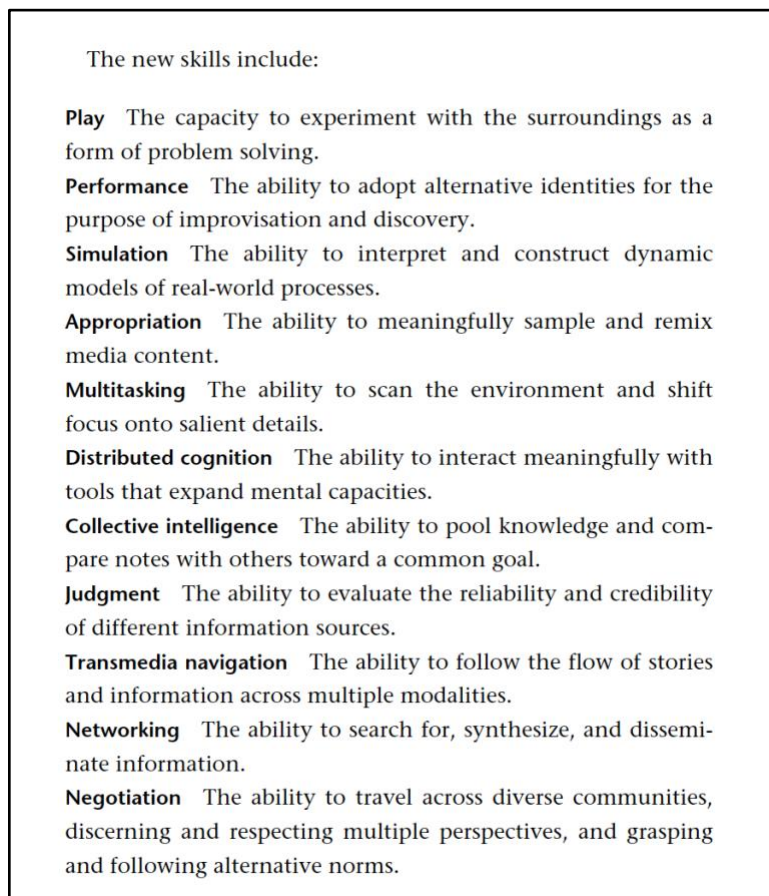 The new skills include:
Play The capacity to experiment with the surroundings as a
form of problem solving.
Performance The ability to adopt alternative identities for the
purpose of improvisation and discovery.
Simulation The ability to interpret and construct dynamic
models of real-world processes.
Appropriation The ability to meaningfully sample and remix
media content.
Multitasking The ability to scan the environment and shift
focus onto salient details.
Distributed cognition The ability to interact meaningfully with
tools that expand mental capacities.
Collective intelligence The ability to pool knowledge and com-
pare notes with others toward a common goal.
Judgment The ability to evaluate the reliability and credibility
of different information sources.
Transmedia navigation The ability to follow the flow of stories
and information across multiple modalities.
Networking The ability to search for, synthesize, and dissemi-
nate information.
Negotiation The ability to travel across diverse communities,
discerning and respecting multiple perspectives, and grasping
and following alternative norms.